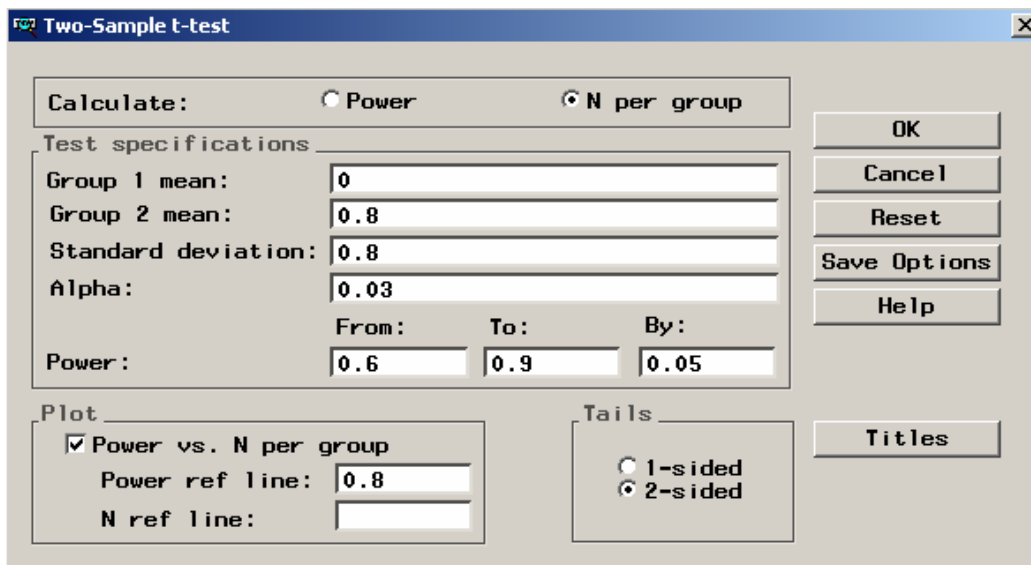 Two-Sample t-test
Calculate: Power N per group
Test specifications
Group 1 mean: 0
Group 2 mean: 0.8
Standard deviation: 0.8
Alpha: 0.03
From: To: By:
Power: 0.6 0.9 0.05
Plot
Power vs. N per group
Power ref line: 0.8
N ref line:
Tails
1-sided
2-sided
OK
Cancel
Reset
Save Options
Help
Titles